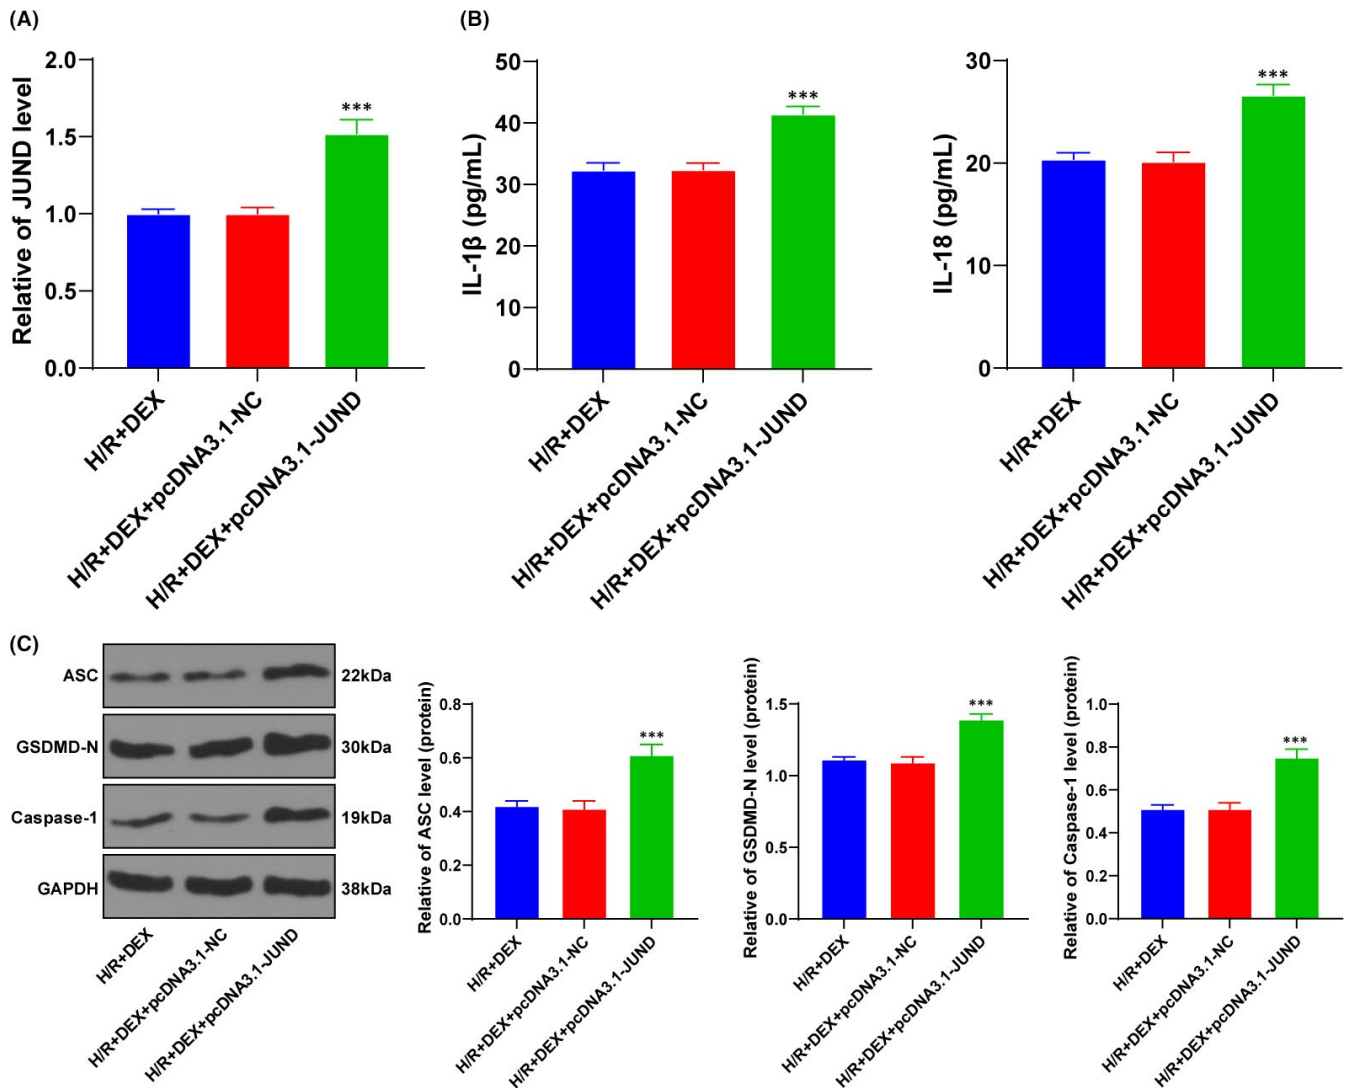 (A)
Relative of JUND level
2.0
1.5
1.0
0.5
0.0
***
H/R+DEX
H/R+DEX+pcDNA3.1-NC
H/R+DEX+pcDNA3.1-JUND
(B)
IL-1β (pg/mL)
50
40
30
20
10
0
***
H/R+DEX
H/R+DEX+pcDNA3.1-NC
H/R+DEX+pcDNA3.1-JUND
IL-18 (pg/mL)
30
20
10
0
***
H/R+DEX
H/R+DEX+pcDNA3.1-NC
H/R+DEX+pcDNA3.1-JUND
(C)
ASC 22kDa
GSDMD-N 30kDa
Caspase-1 19kDa
GAPDH 38kDa
H/R+DEX
H/R+DEX+pcDNA3.1-NC
H/R+DEX+pcDNA3.1-JUND
Relative of ASC level (protein)
0.8
0.6
0.4
0.2
0.0
***
H/R+DEX
H/R+DEX+pcDNA3.1-NC
H/R+DEX+pcDNA3.1-JUND
Relative of GSDMD-N level (protein)
1.5
1.0
0.5
0.0
***
H/R+DEX
H/R+DEX+pcDNA3.1-NC
H/R+DEX+pcDNA3.1-JUND
Relative of Caspase-1 level (protein)
1.0
0.8
0.6
0.4
0.2
0.0
***
H/R+DEX
H/R+DEX+pcDNA3.1-NC
H/R+DEX+pcDNA3.1-JUND